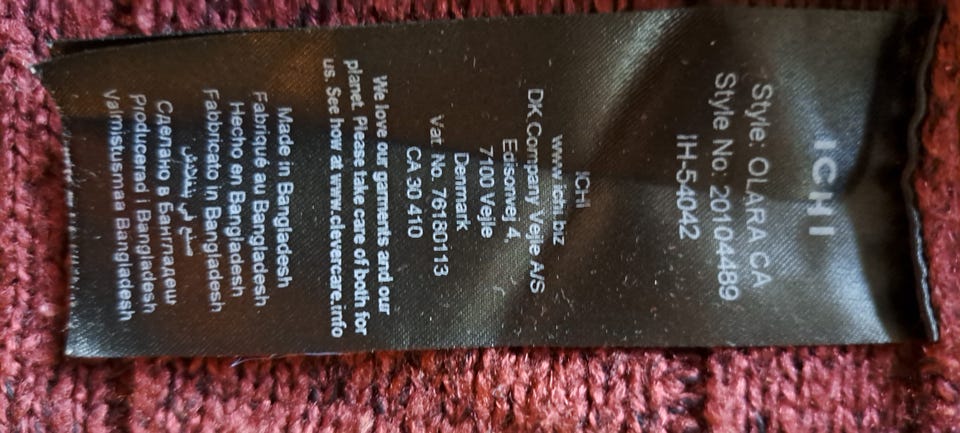 ICHI
Style: OLARA CA
Style No: 20104489
IH-54042
ICHI
www.ichi.biz
DK Company Vejle A/S
Edisonvej 4,
7100 Vejle
Denmark
Vat. No. 76180113
CA 30 410
We love our garments and our
planet. Please take care of both for
us. See how at www.clevercare.info
Made in Bangladesh
Fabriqué au Bangladesh
Hecho en Bangladesh
Fabbricato in Bangladesh
صنع في بنغلادش
Сделано в Бангладеш
Producerad i Bangladesh
Valmistusmaa Bangladesh